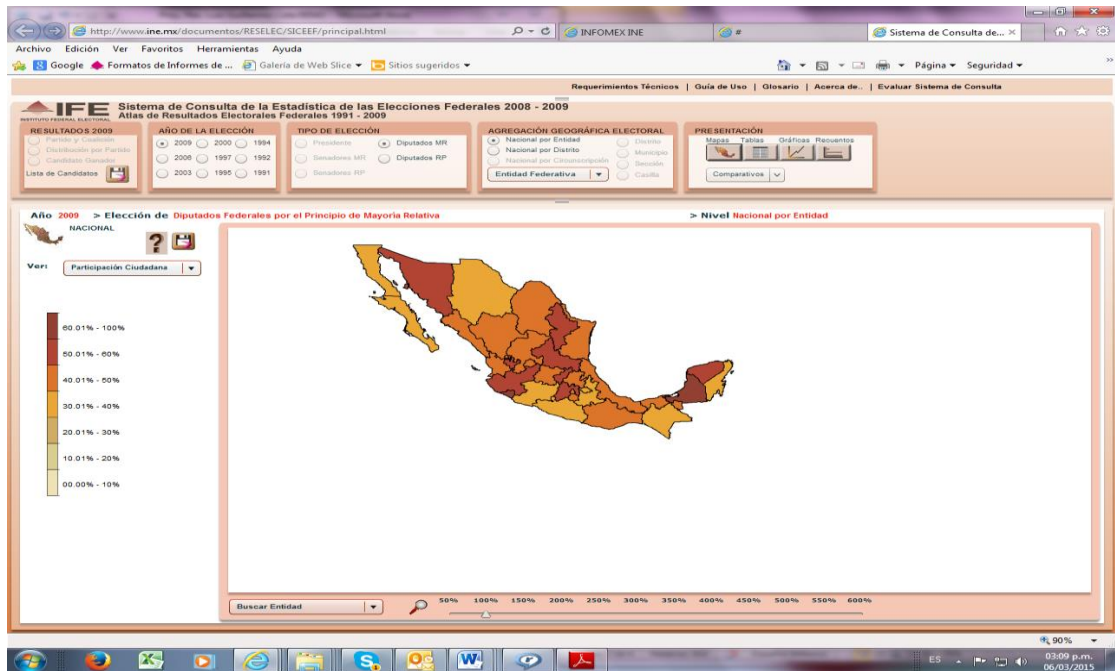 http://www.ine.mx/documentos/RESELEC/SICEEF/principal.html
INFOMEX INE
#
Sistema de Consulta de...
Archivo Edición Ver Favoritos Herramientas Ayuda
Google Formatos de Informes de ... Galería de Web Slice Sitios sugeridos
Página Seguridad
Requerimientos Técnicos | Guía de Uso | Glosario | Acerca de.. | Evaluar Sistema de Consulta
IFE
INSTITUTO FEDERAL ELECTORAL
Sistema de Consulta de la Estadística de las Elecciones Federales 2008 - 2009
Atlas de Resultados Electorales Federales 1991 - 2009
RESULTADOS 2009
Partido y Coalición
Distribución por Partido
Candidato Ganador
Lista de Candidatos
AÑO DE LA ELECCIÓN
2009 2000 1994
2006 1997 1992
2003 1995 1991
TIPO DE ELECCIÓN
Presidente Diputados MR
Senadores MR Diputados RP
Senadores RP
AGREGACIÓN GEOGRÁFICA ELECTORAL
Nacional por Entidad Distrito
Nacional por Distrito Municipio
Nacional por Circunscripción Sección
Entidad Federativa Casilla
PRESENTACIÓN
Mapas Tablas Gráficas Recuentos
Comparativos
Año 2009 > Elección de Diputados Federales por el Principio de Mayoría Relativa > Nivel Nacional por Entidad
NACIONAL
?
Ver: Participación Ciudadana
60.01% - 100%
50.01% - 60%
40.01% - 50%
30.01% - 40%
20.01% - 30%
10.01% - 20%
00.00% - 10%
Buscar Entidad
50% 100% 150% 200% 250% 300% 350% 400% 450% 500% 550% 600%
90%
ES
03:09 p.m.
06/03/2015